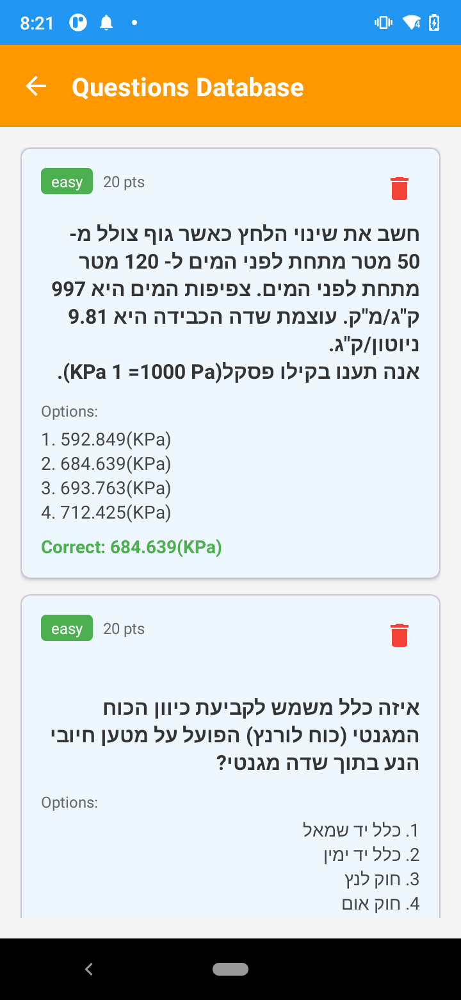 8:21
Questions Database
easy 20 pts
חשב את שינוי הלחץ כאשר גוף צולל מ-
50 מטר מתחת לפני המים ל- 120 מטר
מתחת לפני המים. צפיפות המים היא 997
ק"ג/מ"ק. עוצמת שדה הכבידה היא 9.81
ניוטון/ק"ג.
אנה תענו בקילו פסקל(KPa 1 =1000 Pa).
Options:
1. 592.849(KPa)
2. 684.639(KPa)
3. 693.763(KPa)
4. 712.425(KPa)
Correct: 684.639(KPa)
easy 20 pts
איזה כלל משמש לקביעת כיוון הכוח
המגנטי (כוח לורנץ) הפועל על מטען חיובי
הנע בתוך שדה מגנטי?
Options:
1. כלל יד שמאל
2. כלל יד ימין
3. חוק לנץ
4. חוק אום